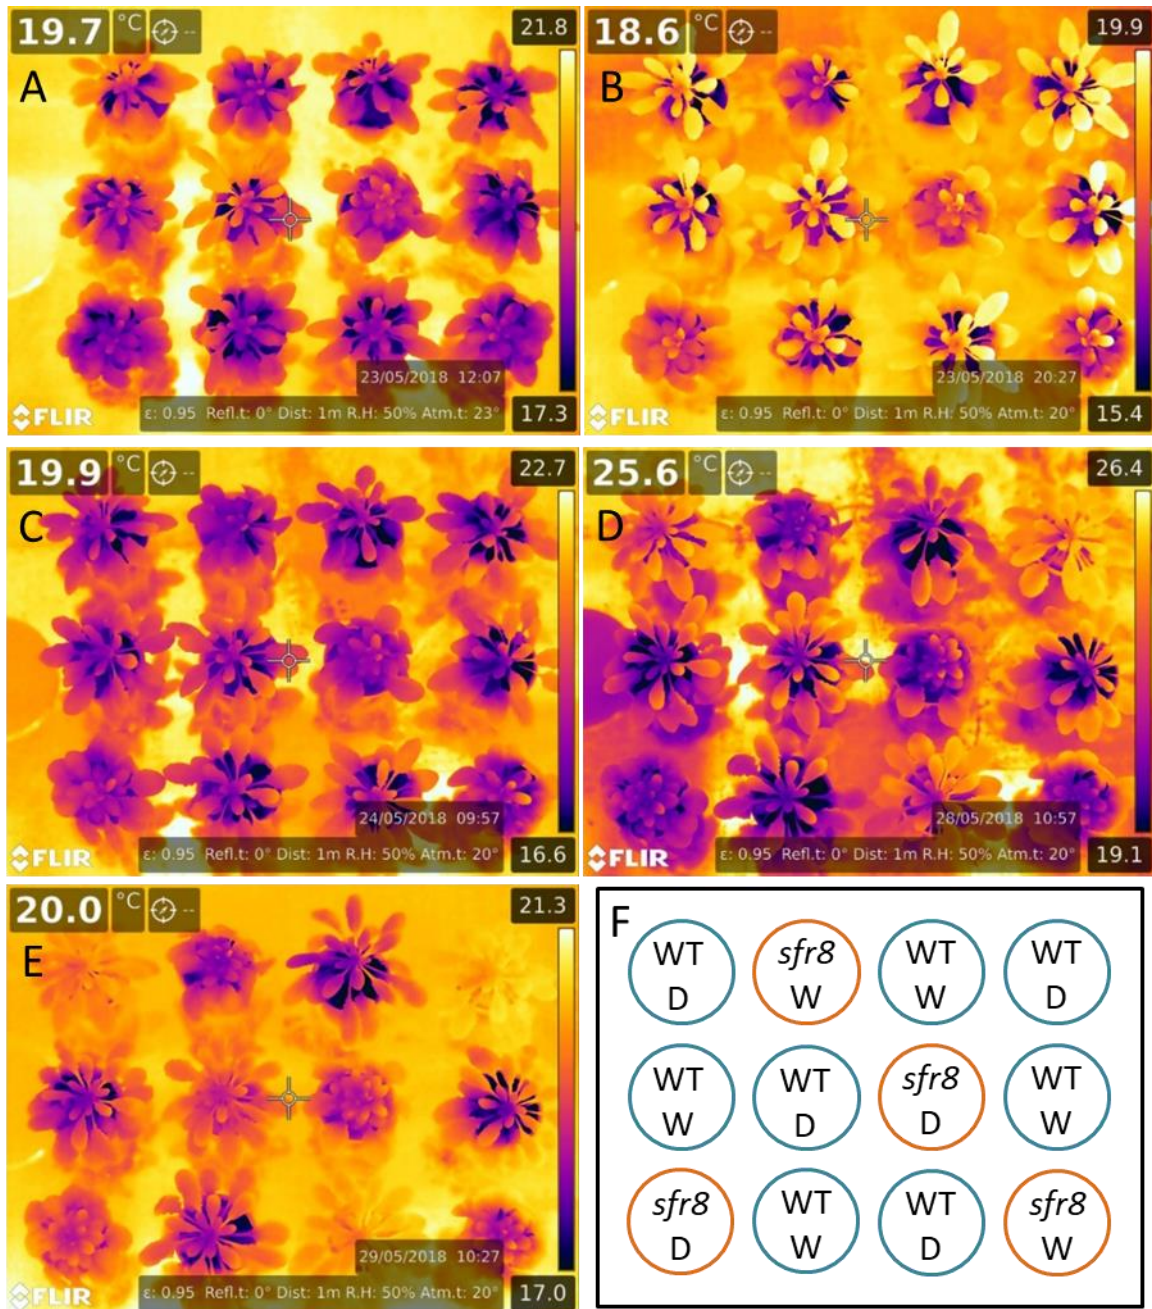 19.7 °C -- 21.8
A
23/05/2018 12:07
FLIR ε: 0.95 Refl.t: 0° Dist: 1m R.H: 50% Atm.t: 23° 17.3
18.6 °C -- 19.9
B
23/05/2018 20:27
FLIR ε: 0.95 Refl.t: 0° Dist: 1m R.H: 50% Atm.t: 20° 15.4
19.9 °C -- 22.7
C
24/05/2018 09:57
FLIR ε: 0.95 Refl.t: 0° Dist: 1m R.H: 50% Atm.t: 20° 16.6
25.6 °C -- 26.4
D
28/05/2018 10:57
FLIR ε: 0.95 Refl.t: 0° Dist: 1m R.H: 50% Atm.t: 20° 19.1
20.0 °C -- 21.3
E
29/05/2018 10:27
FLIR ε: 0.95 Refl.t: 0° Dist: 1m R.H: 50% Atm.t: 20° 17.0
F
WT sfr8 WT WT
D W W D
WT WT sfr8 WT
W D D W
sfr8 WT WT sfr8
D W D W